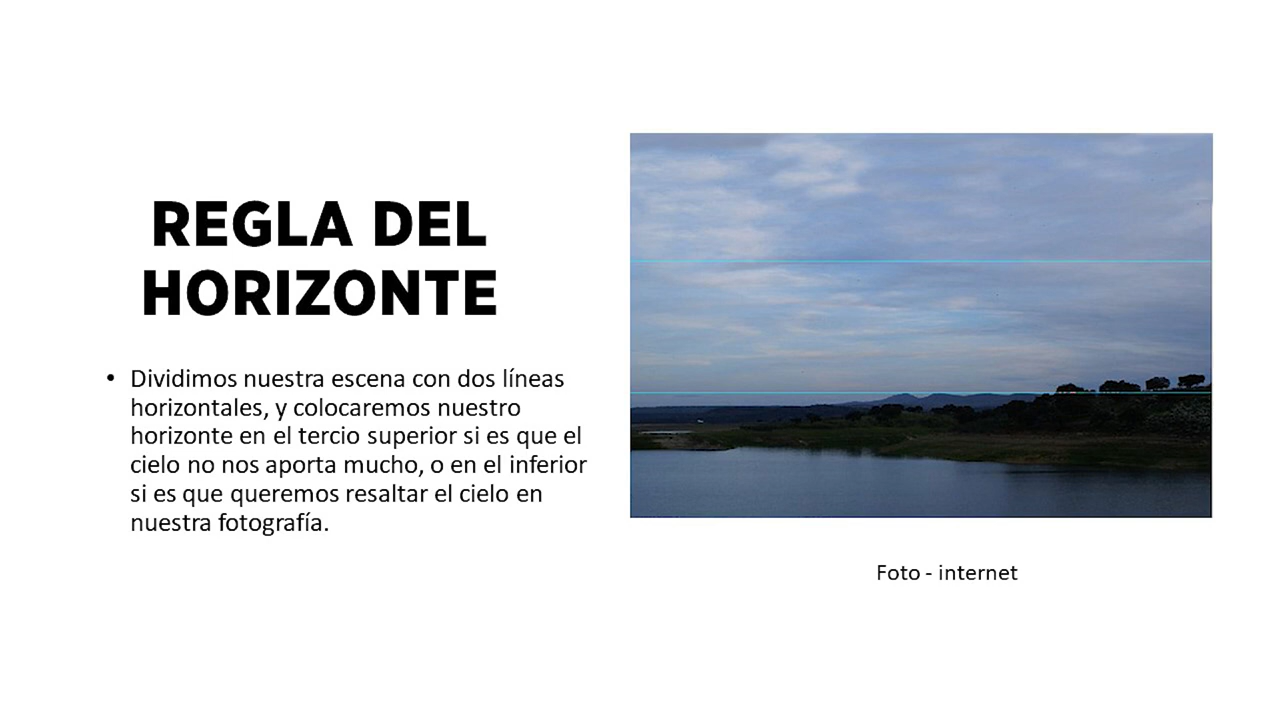 REGLA DEL
HORIZONTE
• Dividimos nuestra escena con dos líneas
horizontales, y colocaremos nuestro
horizonte en el tercio superior si es que el
cielo no nos aporta mucho, o en el inferior
si es que queremos resaltar el cielo en
nuestra fotografía.
Foto - internet